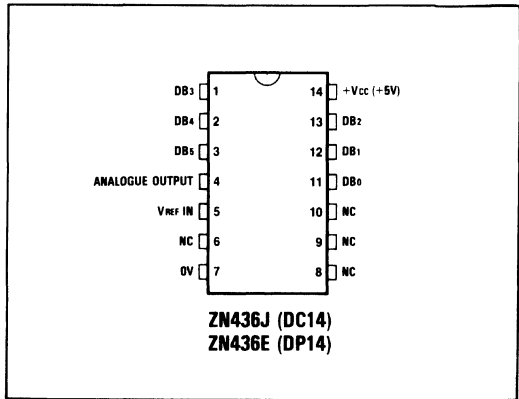 DB3 1 14 +Vcc (+5V)
DB4 2 13 DB2
DB5 3 12 DB1
ANALOGUE OUTPUT 4 11 DB0
VREF IN 5 10 NC
NC 6 9 NC
0V 7 8 NC
ZN436J (DC14)
ZN436E (DP14)